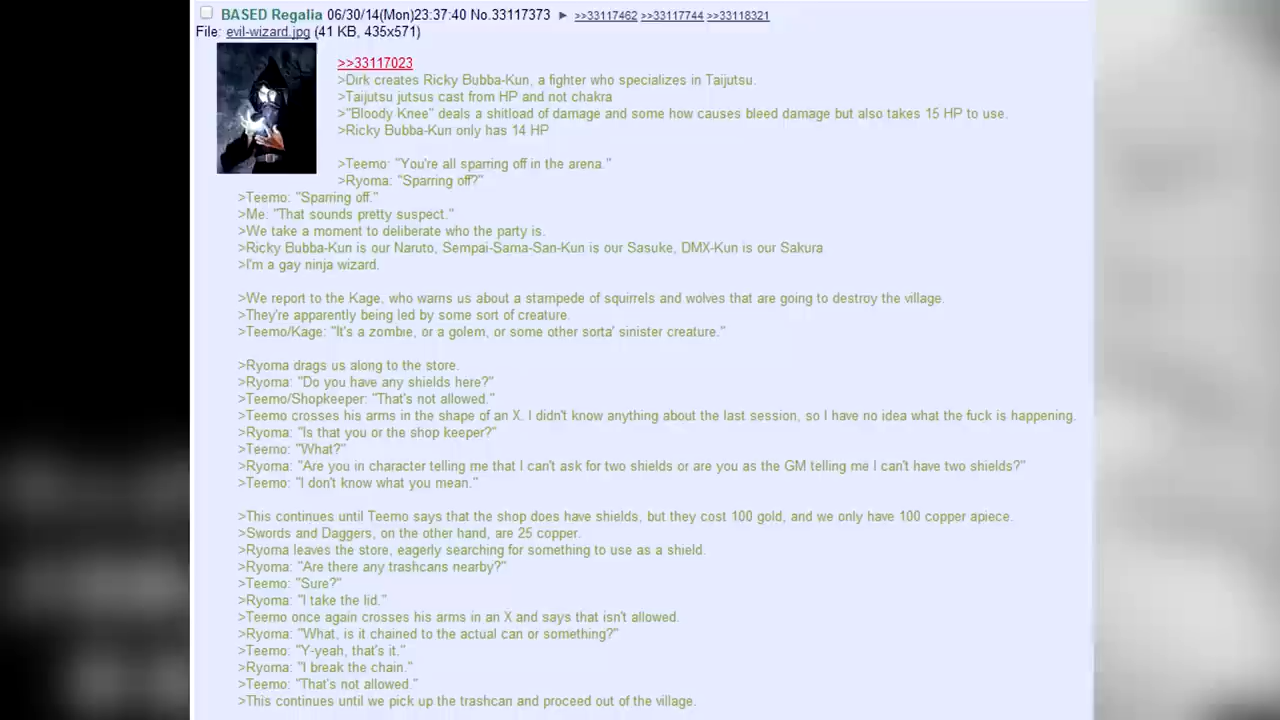 BASED Regalia 06/30/14(Mon)23:37:40 No.33117373 ► >>33117462 >>33117744 >>33118321
File: evil-wizard.jpg (41 KB, 435x571)
>>33117023
>Dirk creates Ricky Bubba-Kun, a fighter who specializes in Taijutsu.
>Taijutsu jutsus cast from HP and not chakra
>"Bloody Knee" deals a shitload of damage and some how causes bleed damage but also takes 15 HP to use.
>Ricky Bubba-Kun only has 14 HP
>Teemo: "You're all sparring off in the arena."
>Ryoma: "Sparring off?"
>Teemo: "Sparring off."
>Me: "That sounds pretty suspect."
>We take a moment to deliberate who the party is.
>Ricky Bubba-Kun is our Naruto, Sempai-Sama-San-Kun is our Sasuke, DMX-Kun is our Sakura
>I'm a gay ninja wizard.
>We report to the Kage, who warns us about a stampede of squirrels and wolves that are going to destroy the village.
>They're apparently being led by some sort of creature.
>Teemo/Kage: "It's a zombie, or a golem, or some other sorta' sinister creature."
>Ryoma drags us along to the store.
>Ryoma: "Do you have any shields here?"
>Teemo/Shopkeeper: "That's not allowed."
>Teemo crosses his arms in the shape of an X. I didn't know anything about the last session, so I have no idea what the fuck is happening.
>Ryoma: "Is that you or the shop keeper?"
>Teemo: "What?"
>Ryoma: "Are you in character telling me that I can't ask for two shields or are you as the GM telling me I can't have two shields?"
>Teemo: "I don't know what you mean."
>This continues until Teemo says that the shop does have shields, but they cost 100 gold, and we only have 100 copper apiece.
>Swords and Daggers, on the other hand, are 25 copper.
>Ryoma leaves the store, eagerly searching for something to use as a shield.
>Ryoma: "Are there any trashcans nearby?"
>Teemo: "Sure?"
>Ryoma: "I take the lid."
>Teemo once again crosses his arms in an X and says that isn't allowed.
>Ryoma: "What, is it chained to the actual can or something?"
>Teemo: "Y-yeah, that's it."
>Ryoma: "I break the chain."
>Teemo: "That's not allowed."
>This continues until we pick up the trashcan and proceed out of the village.